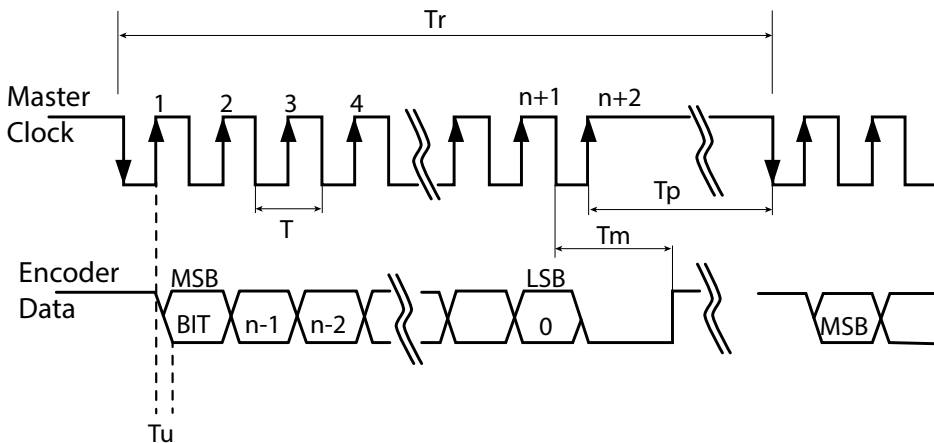 Tr
Master
Clock
1 2 3 4 n+1 n+2
T
Tp
Tm
Encoder
Data
MSB LSB
BIT n-1 n-2 0 MSB
Tu